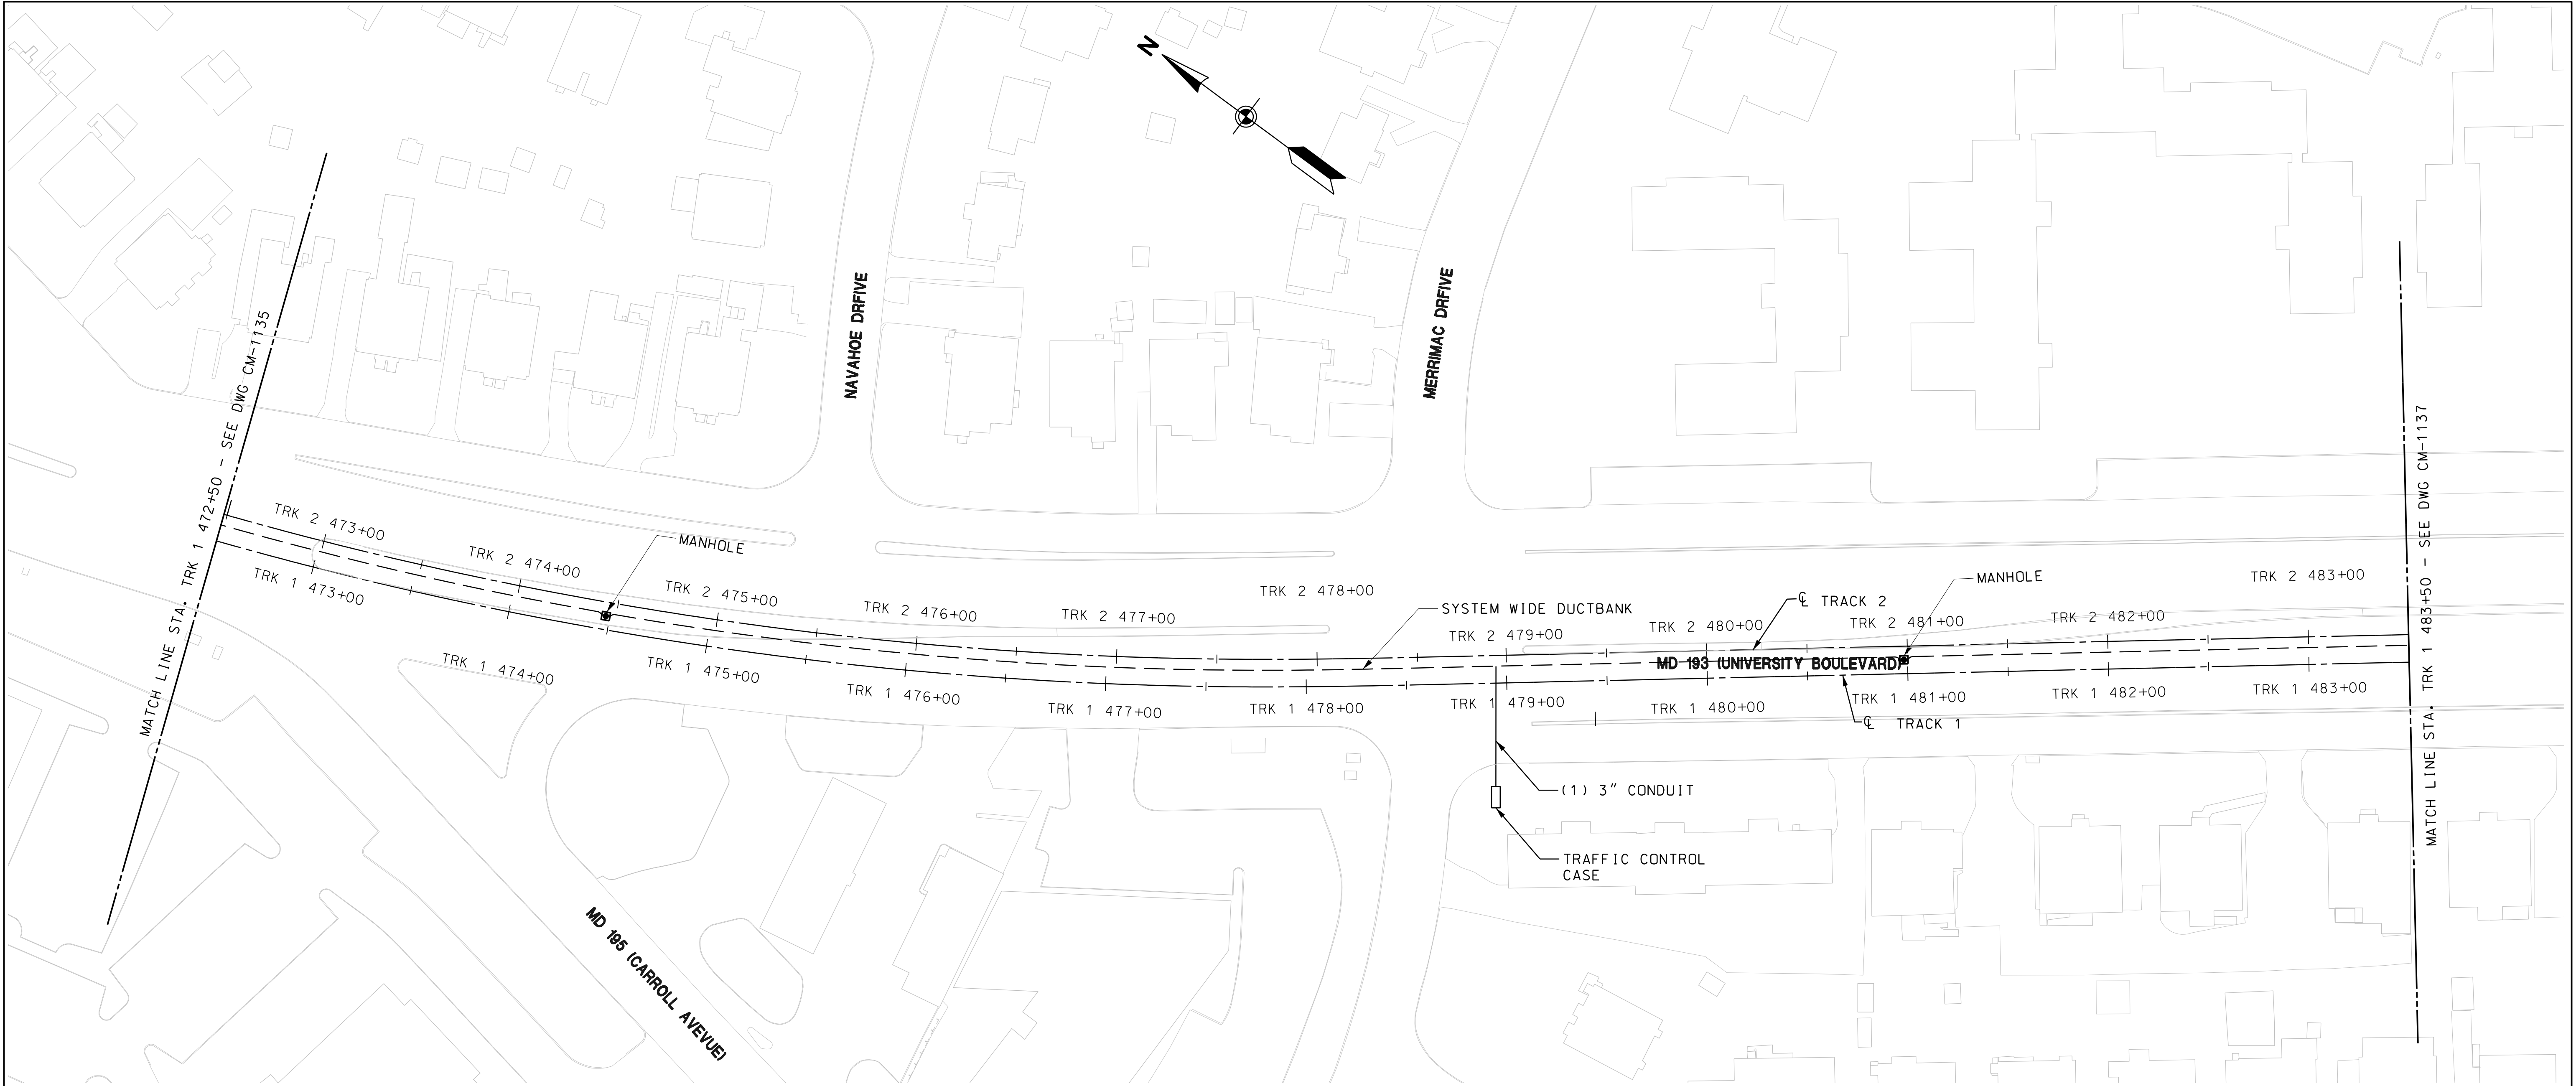 N
MATCH LINE STA. TRK 1 472+50 - SEE DWG CM-1135
NAVAHOE DRFIVE
MERRIMAC DRFIVE
MATCH LINE STA. TRK 1 483+50 - SEE DWG CM-1137
TRK 2 473+00
TRK 2 474+00
MANHOLE
TRK 2 475+00
TRK 2 476+00
TRK 2 477+00
TRK 2 478+00
SYSTEM WIDE DUCTBANK
TRK 2 479+00
TRK 2 480+00
℄ TRACK 2
TRK 2 481+00
MANHOLE
TRK 2 482+00
TRK 2 483+00
MD 193 (UNIVERSITY BOULEVARD)
TRK 1 473+00
TRK 1 474+00
TRK 1 475+00
TRK 1 476+00
TRK 1 477+00
TRK 1 478+00
TRK 1 479+00
TRK 1 480+00
TRK 1 481+00
TRK 1 482+00
TRK 1 483+00
℄ TRACK 1
(1) 3" CONDUIT
TRAFFIC CONTROL
CASE
MD 195 (CARROLL AVEVUE)